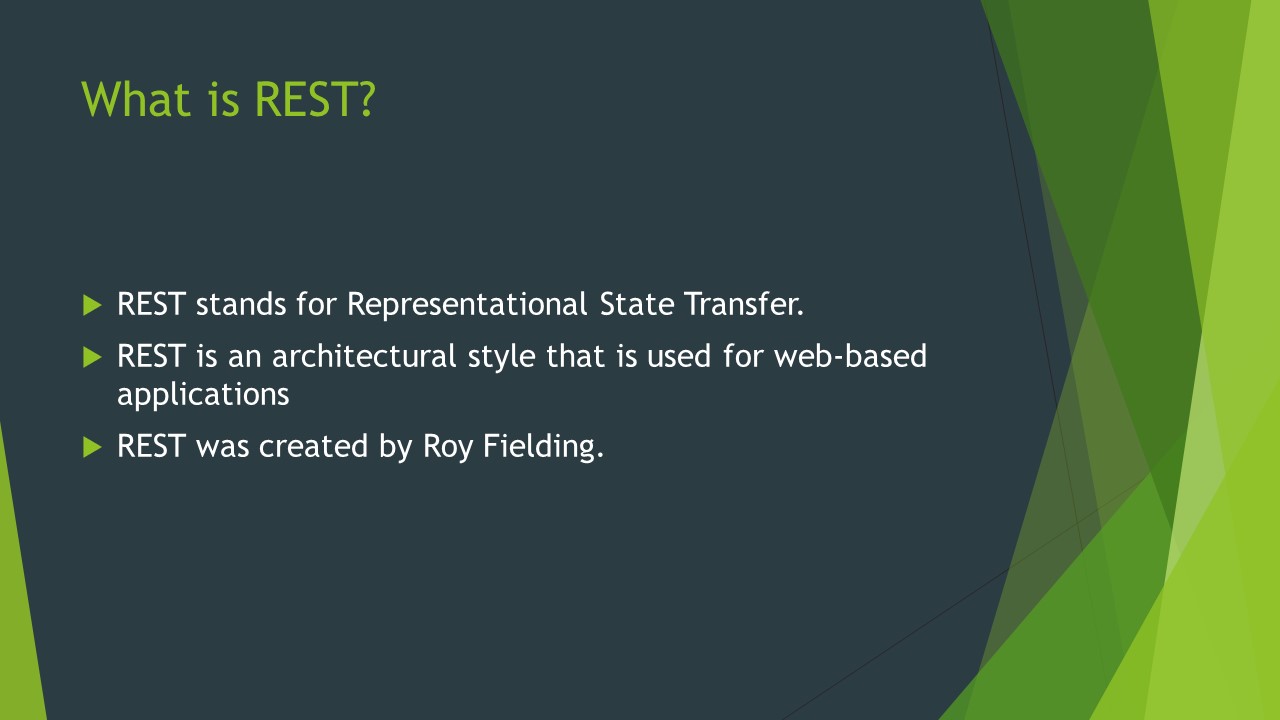 What is REST?
REST stands for Representational State Transfer.
REST is an architectural style that is used for web-based
applications
REST was created by Roy Fielding.